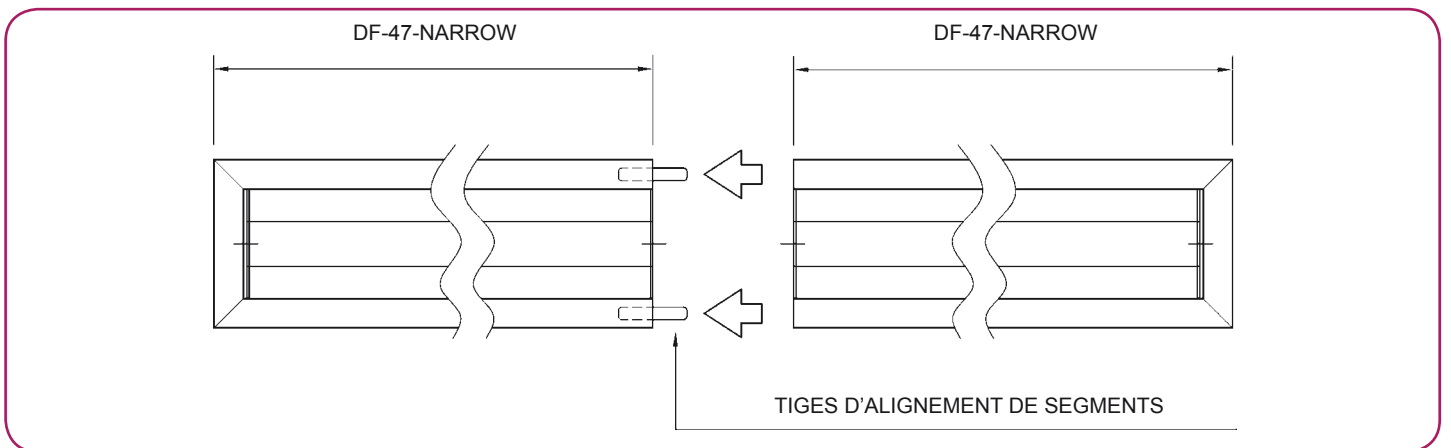 DF-47-NARROW
DF-47-NARROW
TIGES D'ALIGNEMENT DE SEGMENTS